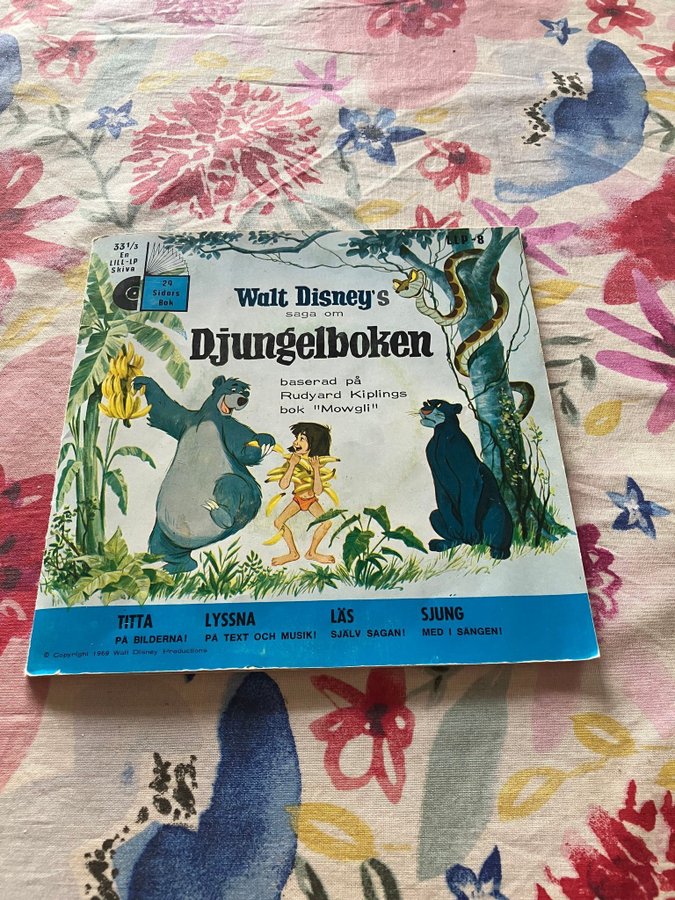 33 1/3
En
LILL-LP
Skiva
24
Sidors
Bok
LLP-8
Walt Disney's
saga om
Djungelboken
baserad på
Rudyard Kiplings
bok "Mowgli"
TITTA LYSSNA LÄS SJUNG
PÅ BILDERNA! PÅ TEXT OCH MUSIK! SJÄLV SAGAN! MED I SÅNGEN!
© Copyright 1969 Walt Disney Productions